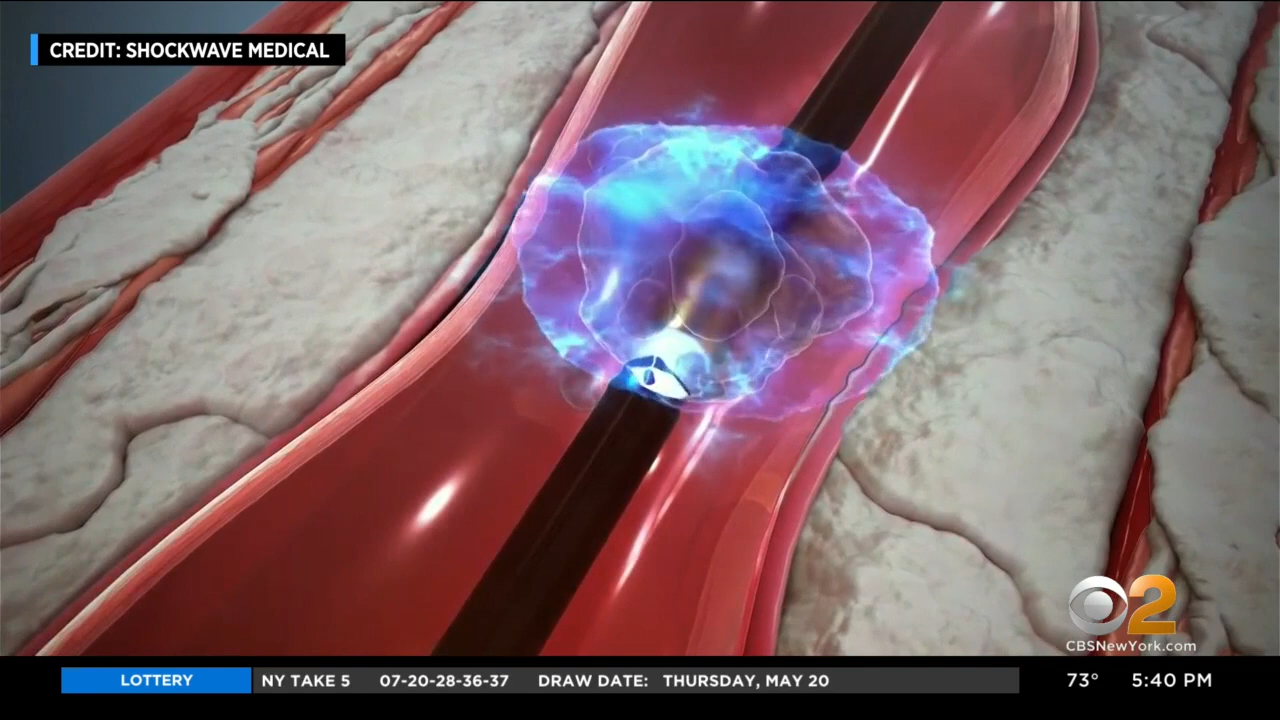 CREDIT: SHOCKWAVE MEDICAL
2
CBSNewYork.com
LOTTERY NY TAKE 5 07-20-28-36-37 DRAW DATE: THURSDAY, MAY 20 73° 5:40 PM